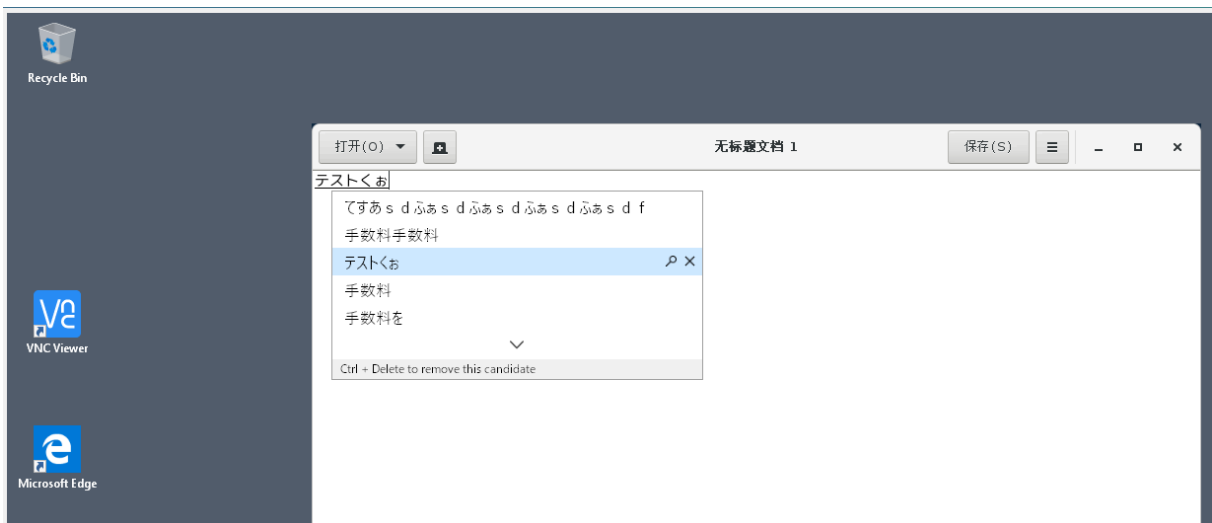 Recycle Bin
打开(O)
无标题文档 1
保存(S)
テストくぉ
てすあｓｄふぁｓｄふぁｓｄふぁｓｄふぁｓｄｆ
手数料手数料
テストくぉ
手数料
手数料を
Ctrl + Delete to remove this candidate
VNC Viewer
Microsoft Edge